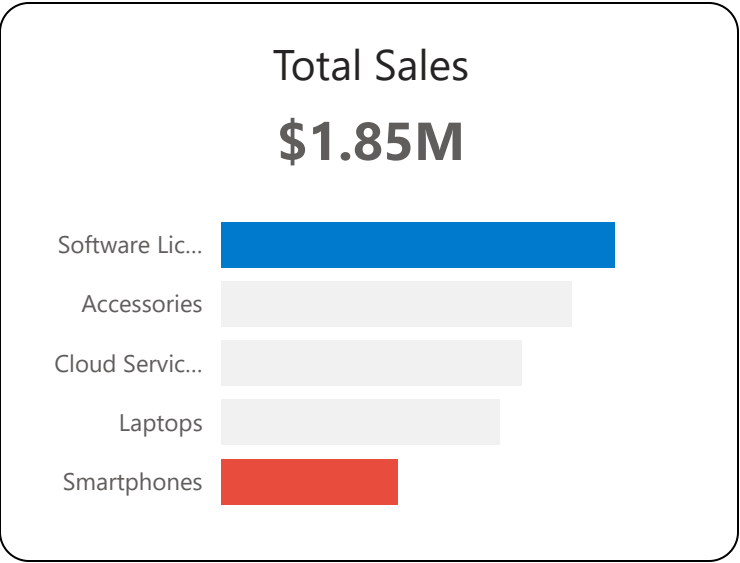 Total Sales
$1.85M
Software Lic...
Accessories
Cloud Servic...
Laptops
Smartphones